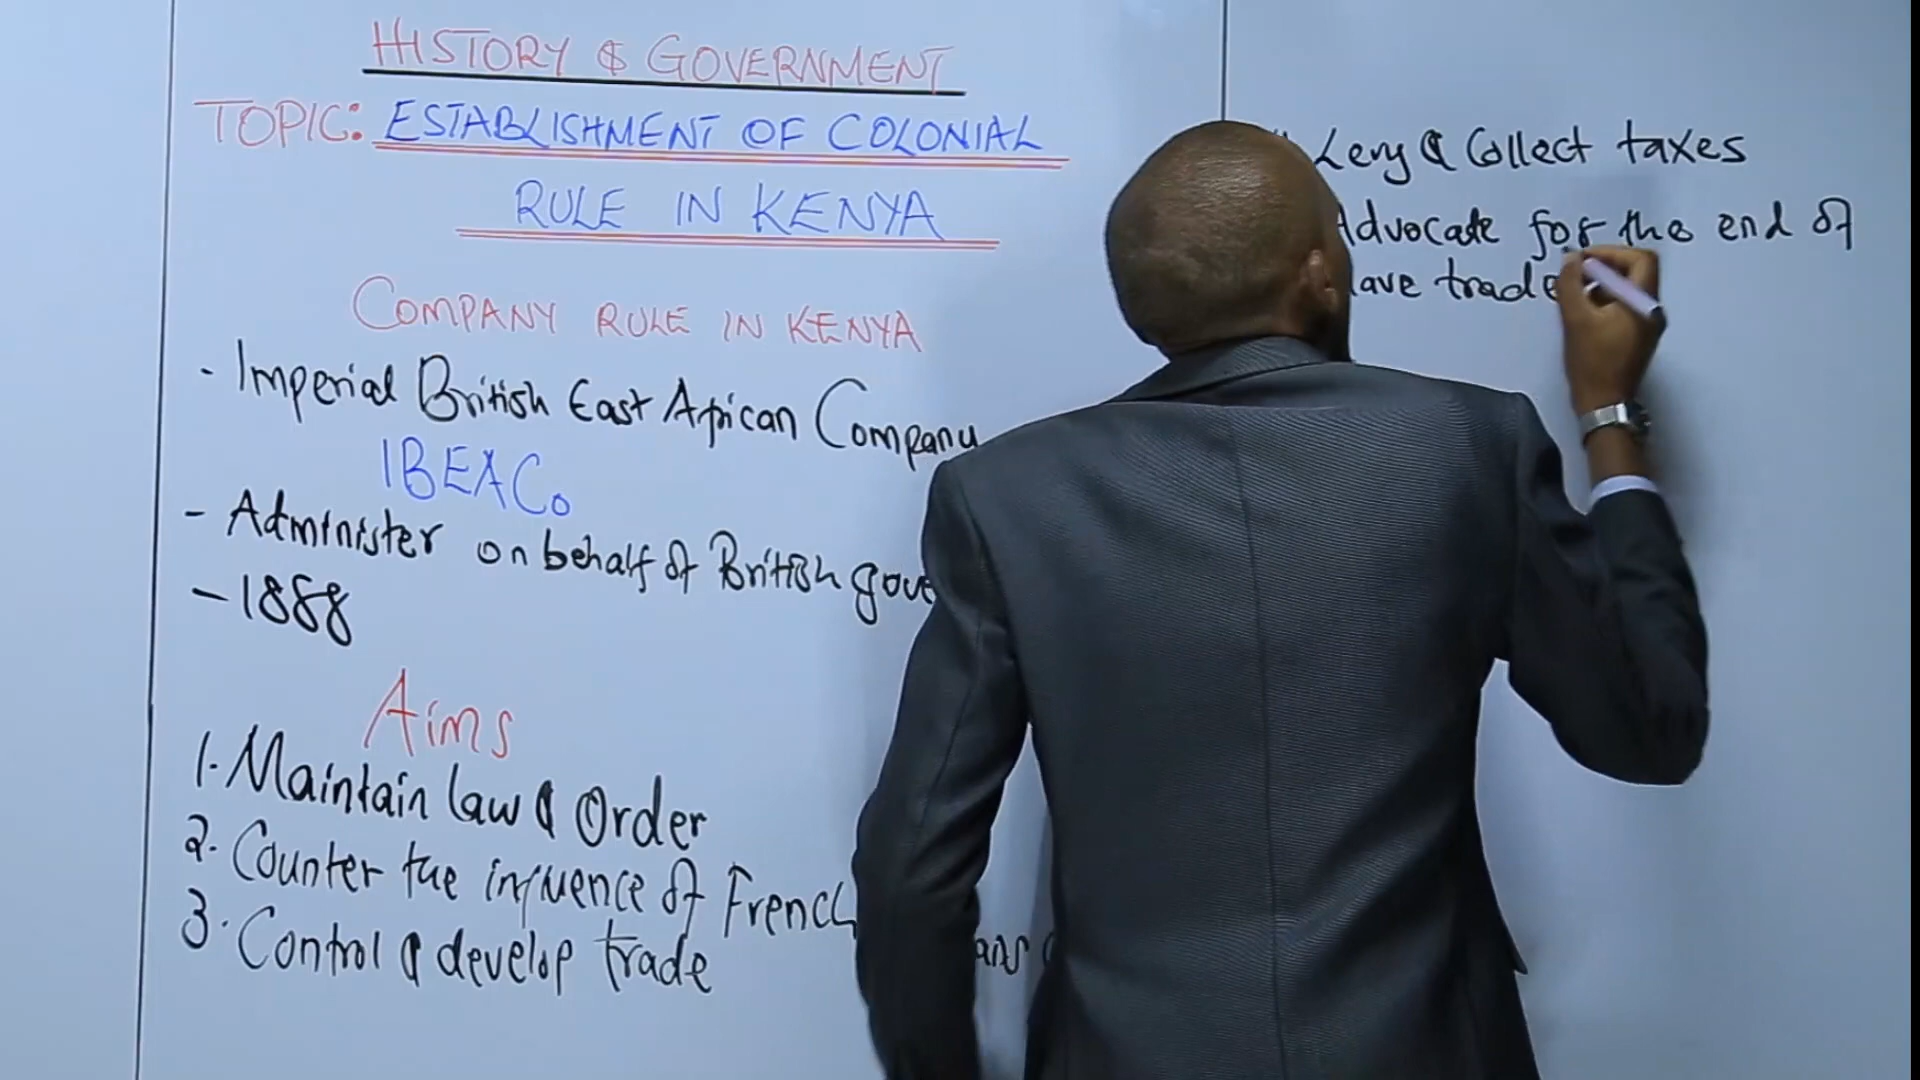 HISTORY & GOVERNMENT
TOPIC: ESTABLISHMENT OF COLONIAL
RULE IN KENYA
COMPANY RULE IN KENYA
- Imperial British East African Company
IBEACo
- Administer on behalf of British gove
- 1888
Aims
1. Maintain law & Order
2. Counter the influence of French
3. Control & develop trade
Levy & Collect taxes
Advocate for the end of
lave trade